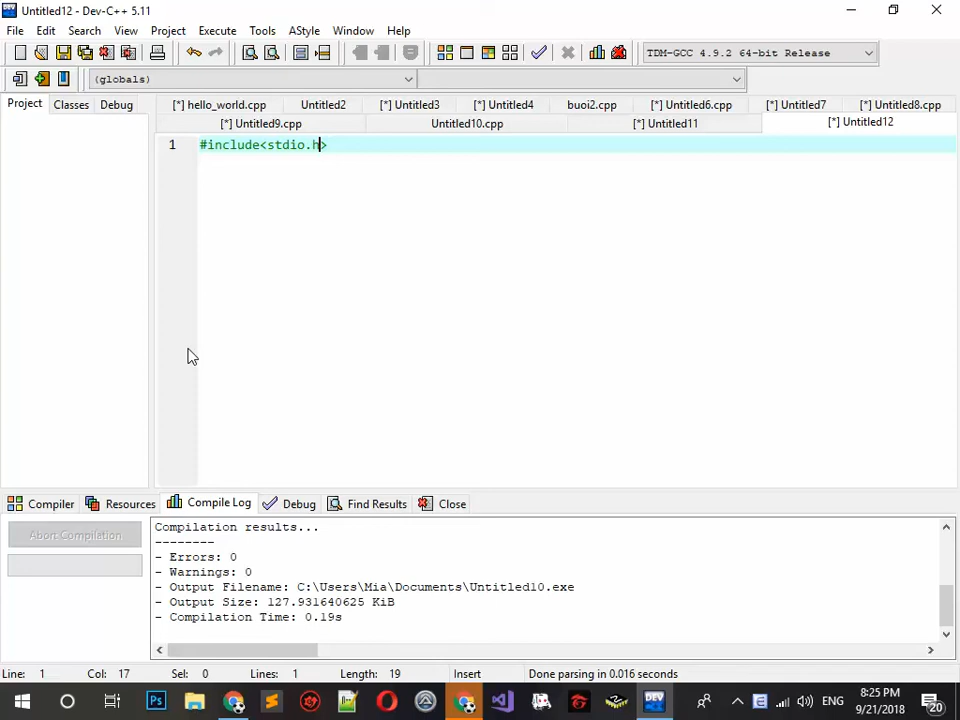 Untitled12 - Dev-C++ 5.11
File Edit Search View Project Execute Tools AStyle Window Help
TDM-GCC 4.9.2 64-bit Release
(globals)
Project Classes Debug
[*] hello_world.cpp Untitled2 [*] Untitled3 [*] Untitled4 buoi2.cpp [*] Untitled6.cpp [*] Untitled7 [*] Untitled8.cpp
[*] Untitled9.cpp Untitled10.cpp [*] Untitled11 [*] Untitled12
1 #include<stdio.h>
Compiler Resources Compile Log Debug Find Results Close
Abort Compilation
Compilation results...
--------
- Errors: 0
- Warnings: 0
- Output Filename: C:\Users\Mia\Documents\Untitled10.exe
- Output Size: 127.931640625 KiB
- Compilation Time: 0.19s
Line: 1 Col: 17 Sel: 0 Lines: 1 Length: 19 Insert Done parsing in 0.016 seconds
Ps DEV ENG 8:25 PM
9/21/2018 20